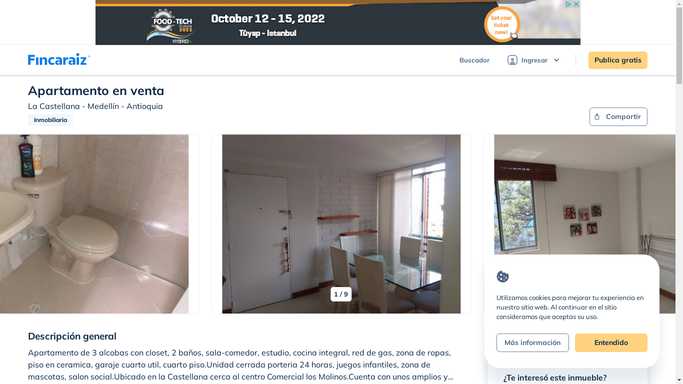 FOOD-TECH
October 12 - 15, 2022
Tüyap - Istanbul
Get your
ticket
now!
Fincaraiz
Buscador
Ingresar
Publica gratis
Apartamento en venta
La Castellana - Medellín - Antioquia
Inmobiliaria
Compartir
1 / 9
Utilizamos cookies para mejorar tu experiencia en
nuestro sitio web. Al continuar en el sitio
consideramos que aceptas su uso.
Más información
Entendido
Descripción general
Apartamento de 3 alcobas con closet, 2 baños, sala-comedor, estudio, cocina integral, red de gas, zona de ropas,
piso en ceramica, garaje cuarto util, cuarto piso.Unidad cerrada porteria 24 horas, juegos infantiles, zona de
mascotas, salon social.Ubicado en la Castellana cerca al centro Comercial los Molinos.Cuenta con unos amplios y...
¿Te interesó este inmueble?